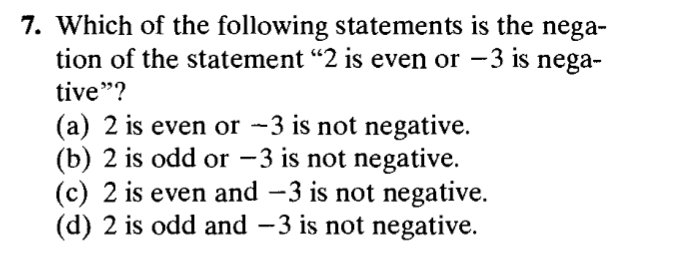 7. Which of the following statements is the nega-
tion of the statement “2 is even or −3 is nega-
tive”?
(a) 2 is even or −3 is not negative.
(b) 2 is odd or −3 is not negative.
(c) 2 is even and −3 is not negative.
(d) 2 is odd and −3 is not negative.